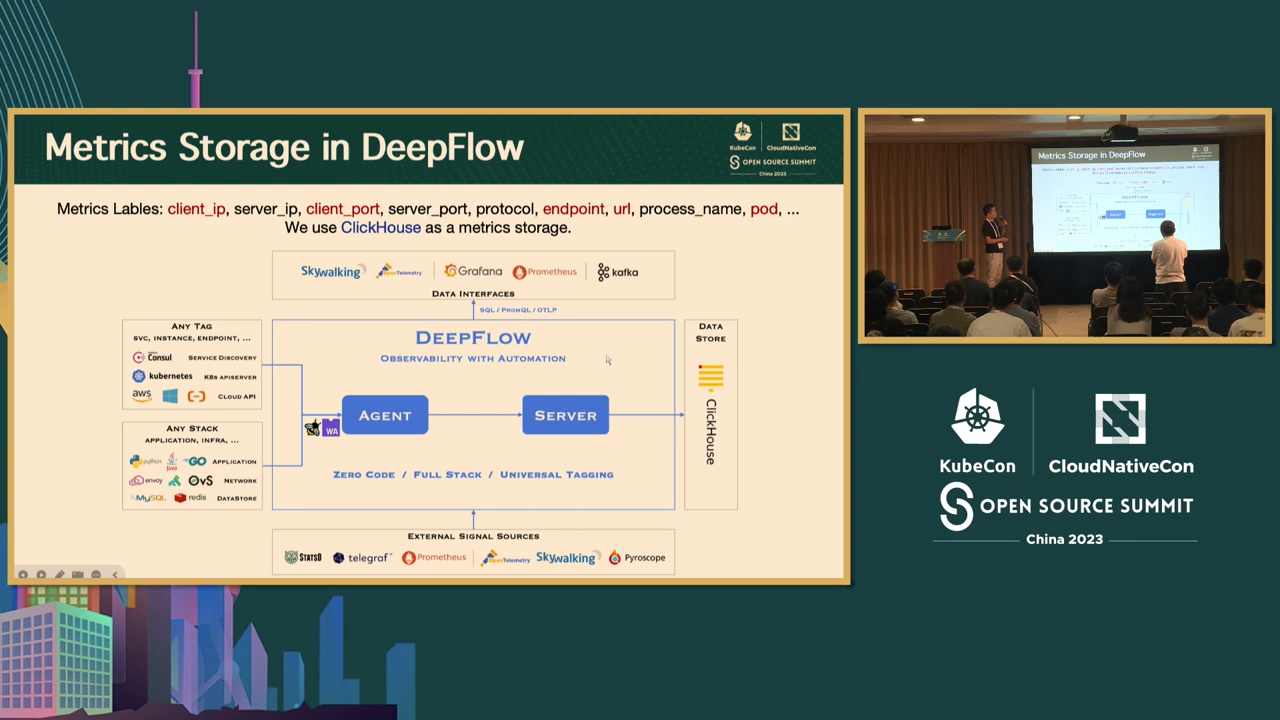 Metrics Storage in DeepFlow
KubeCon
CloudNativeCon
OPEN SOURCE SUMMIT
China 2023
Metrics Lables: client_ip, server_ip, client_port, server_port, protocol, endpoint, url, process_name, pod, ...
We use ClickHouse as a metrics storage.
Skywalking
OpenTelemetry
Grafana
Prometheus
kafka
DATA INTERFACES
SQL / PROMQL / OTLP
ANY TAG
SVC, INSTANCE, ENDPOINT, ...
Consul SERVICE DISCOVERY
kubernetes K8S APISERVER
aws CLOUD API
ANY STACK
APPLICATION, INFRA, ...
python Java GO APPLICATION
envoy OVS NETWORK
MySQL redis DATASTORE
DEEPFLOW
OBSERVABILITY WITH AUTOMATION
WA
AGENT
SERVER
ZERO CODE / FULL STACK / UNIVERSAL TAGGING
DATA
STORE
ClickHouse
EXTERNAL SIGNAL SOURCES
STATSD
telegraf
Prometheus
OpenTelemetry
Skywalking
Pyroscope
Metrics Storage in DeepFlow
KubeCon
CloudNativeCon
OPEN SOURCE SUMMIT
China 2023